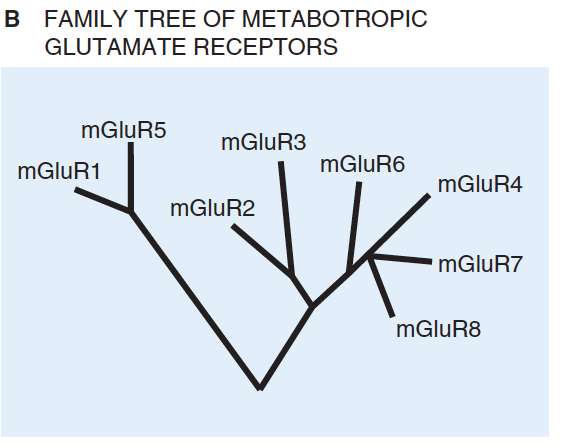 B FAMILY TREE OF METABOTROPIC
GLUTAMATE RECEPTORS
mGluR5
mGluR3
mGluR1
mGluR6
mGluR4
mGluR2
mGluR7
mGluR8